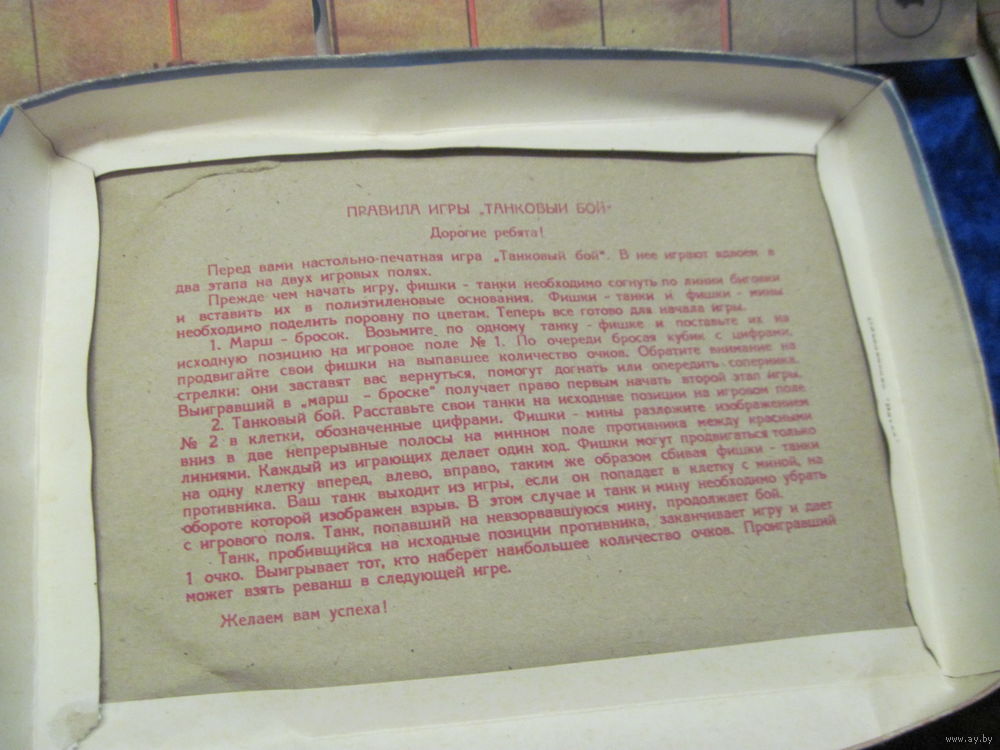 ПРАВИЛА ИГРЫ „ТАНКОВЫЙ БОЙ"
Дорогие ребята!
Перед вами настольно-печатная игра „Танковый бой". В нее играют вдвоем в
два этапа на двух игровых полях.
Прежде чем начать игру, фишки - танки необходимо согнуть по линии биговки
и вставить их в полиэтиленовые основания. Фишки - танки и фишки - мины
необходимо поделить поровну по цветам. Теперь все готово для начала игры.
1. Марш - бросок. Возьмите по одному танку - фишке и поставьте их на
исходную позицию на игровое поле № 1. По очереди бросая кубик с цифрами,
продвигайте свои фишки на выпавшее количество очков. Обратите внимание на
стрелки: они заставят вас вернуться, помогут догнать или опередить соперника.
Выигравший в „марш - броске" получает право первым начать второй этап игры.
2. Танковый бой. Расставьте свои танки на исходные позиции на игровом поле
№ 2 в клетки, обозначенные цифрами. Фишки - мины разложите изображением
вниз в две непрерывные полосы на минном поле противника между красными
линиями. Каждый из играющих делает один ход. Фишки могут продвигаться только
на одну клетку вперед, влево, вправо, таким же образом сбивая фишки - танки
противника. Ваш танк выходит из игры, если он попадает в клетку с миной, на
обороте которой изображен взрыв. В этом случае и танк и мину необходимо убрать
с игрового поля. Танк, попавший на невзорвавшуюся мину, продолжает бой.
Танк, пробившийся на исходные позиции противника, заканчивает игру и дает
1 очко. Выигрывает тот, кто наберет наибольшее количество очков. Проигравший
может взять реванш в следующей игре.
Желаем вам успеха!
www.ay.by